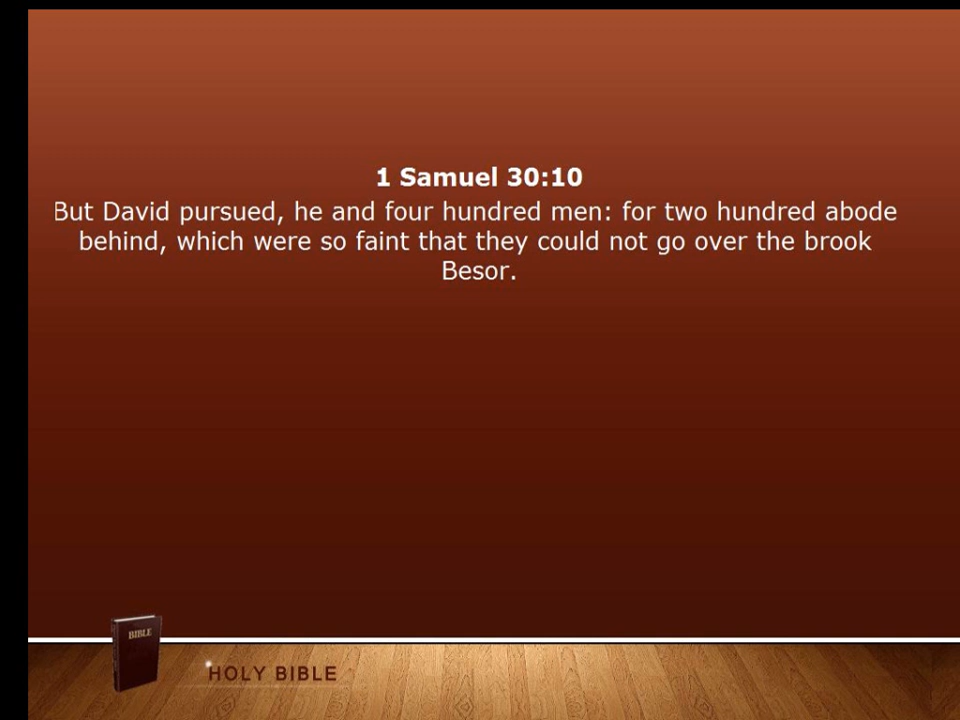 1 Samuel 30:10
But David pursued, he and four hundred men: for two hundred abode
behind, which were so faint that they could not go over the brook
Besor.
BIBLE
HOLY BIBLE